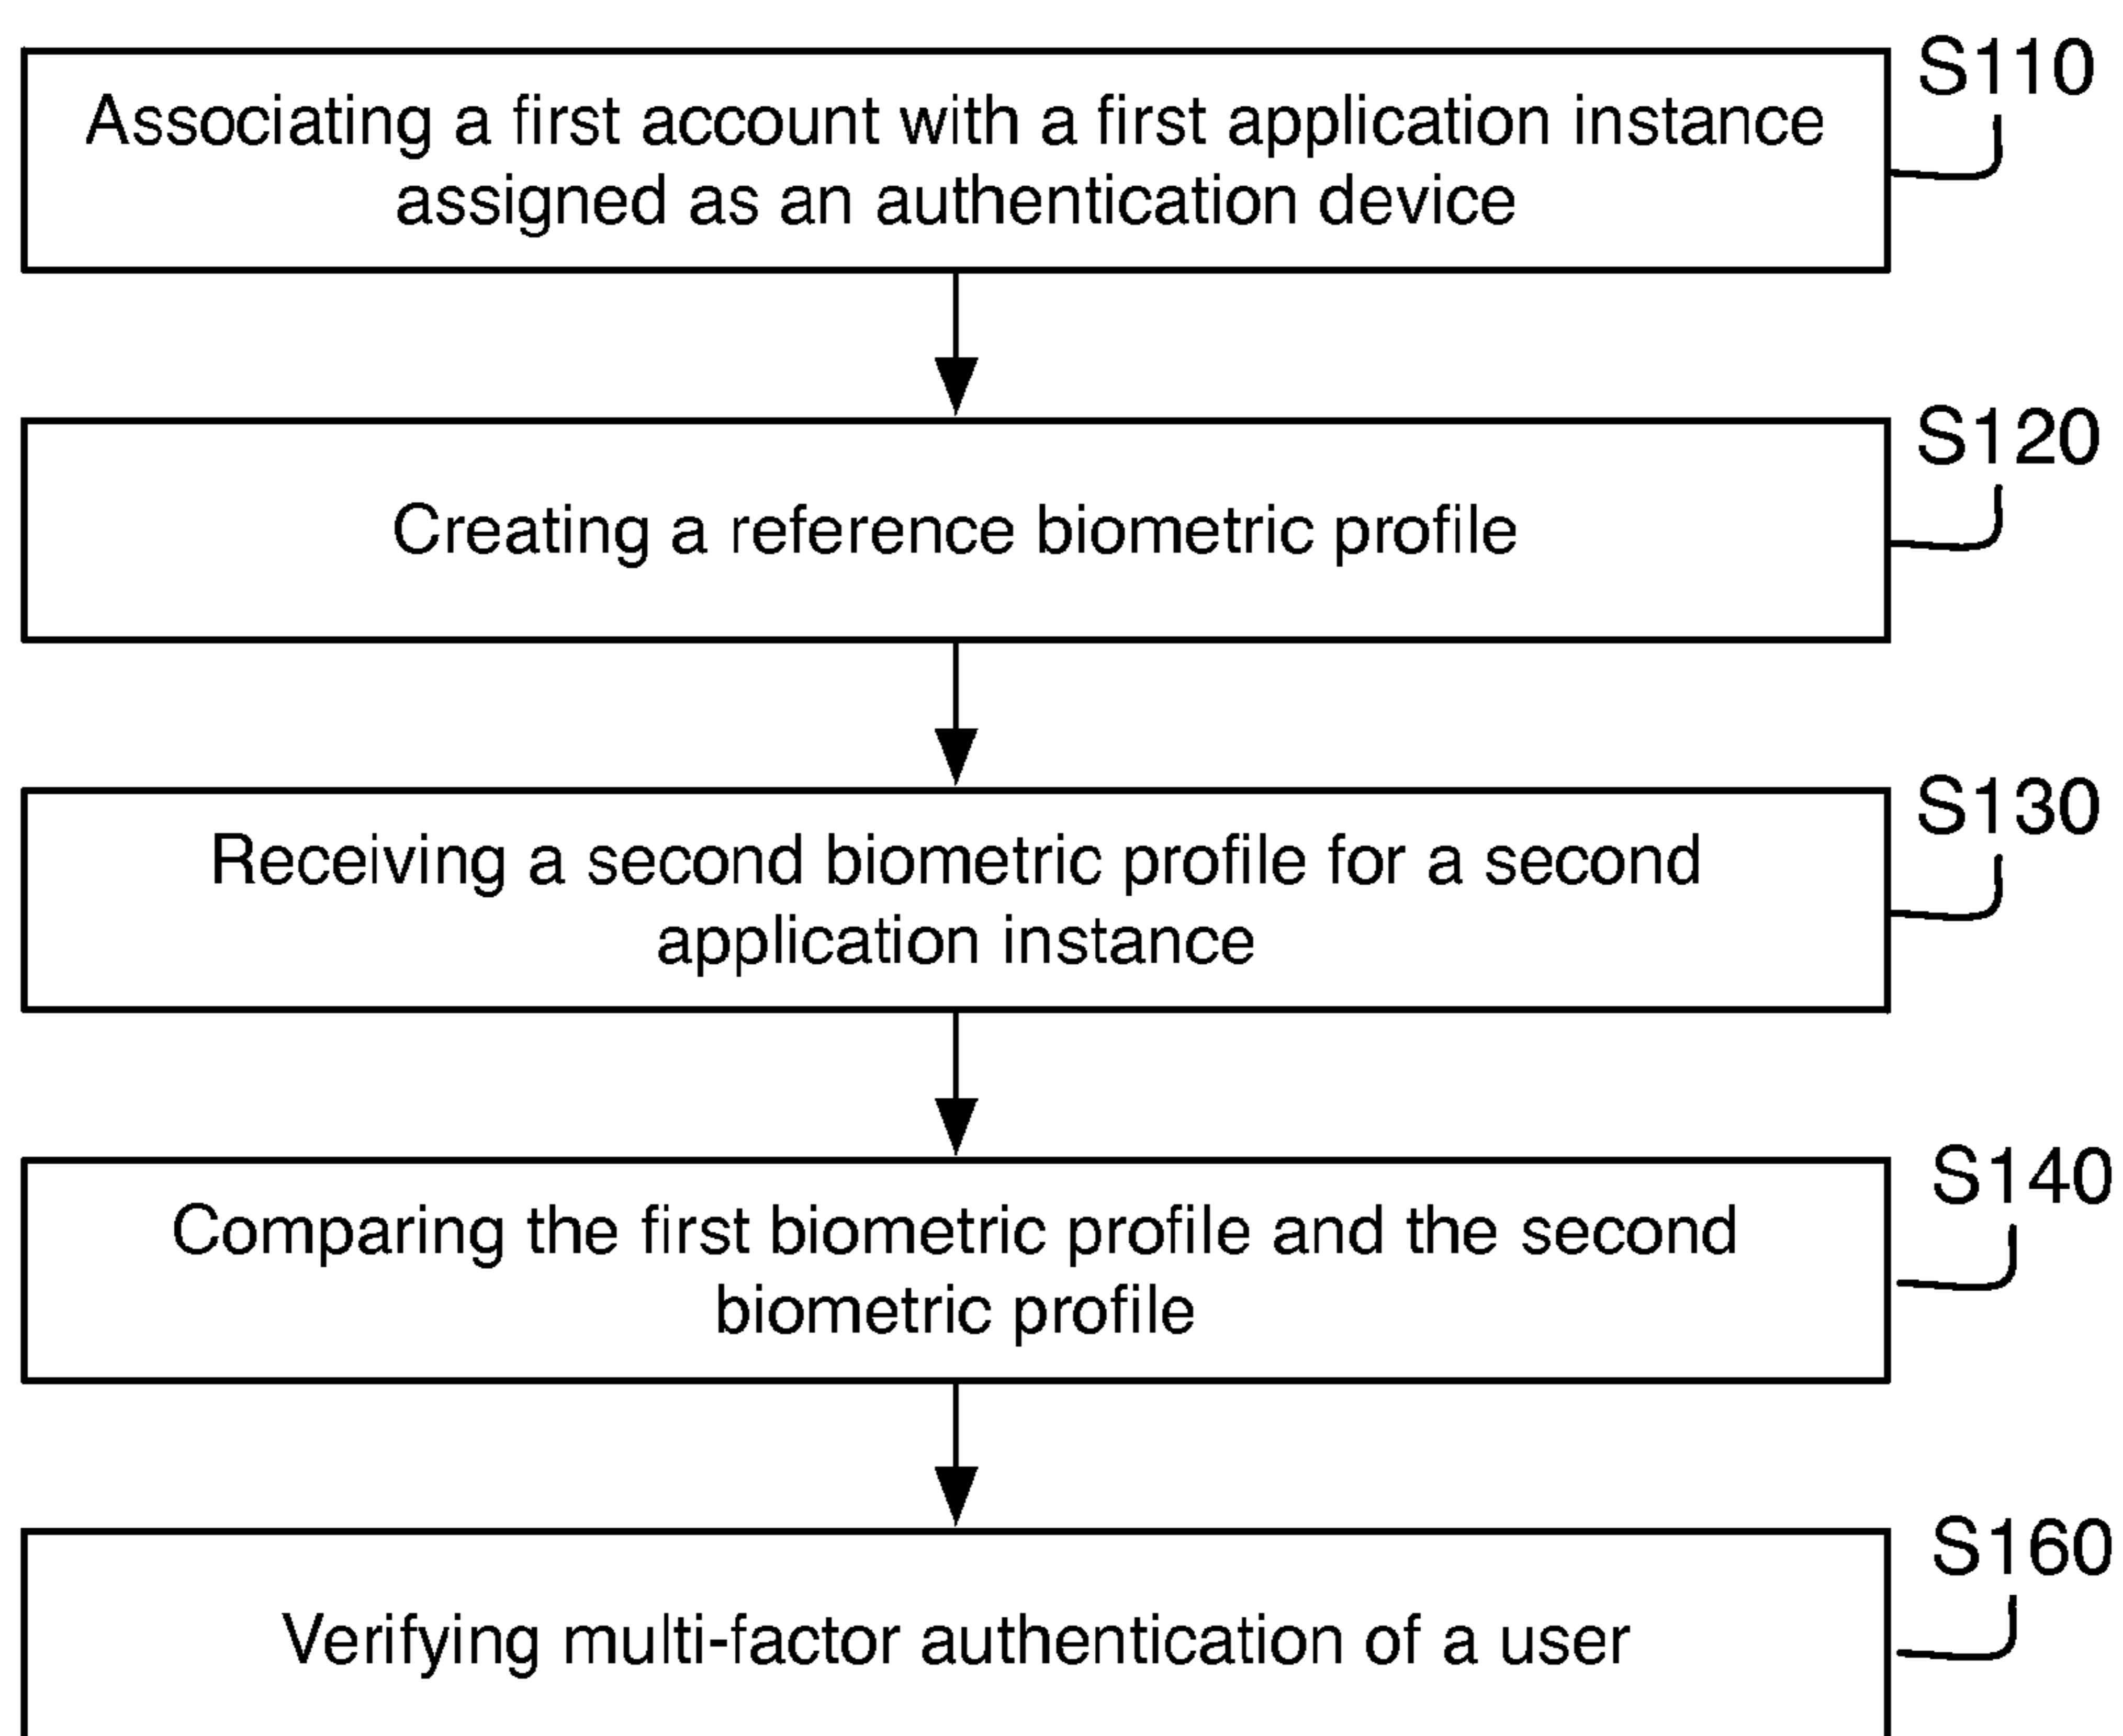 S110
Associating a first account with a first application instance
assigned as an authentication device
S120
Creating a reference biometric profile
S130
Receiving a second biometric profile for a second
application instance
S140
Comparing the first biometric profile and the second
biometric profile
S160
Verifying multi-factor authentication of a user